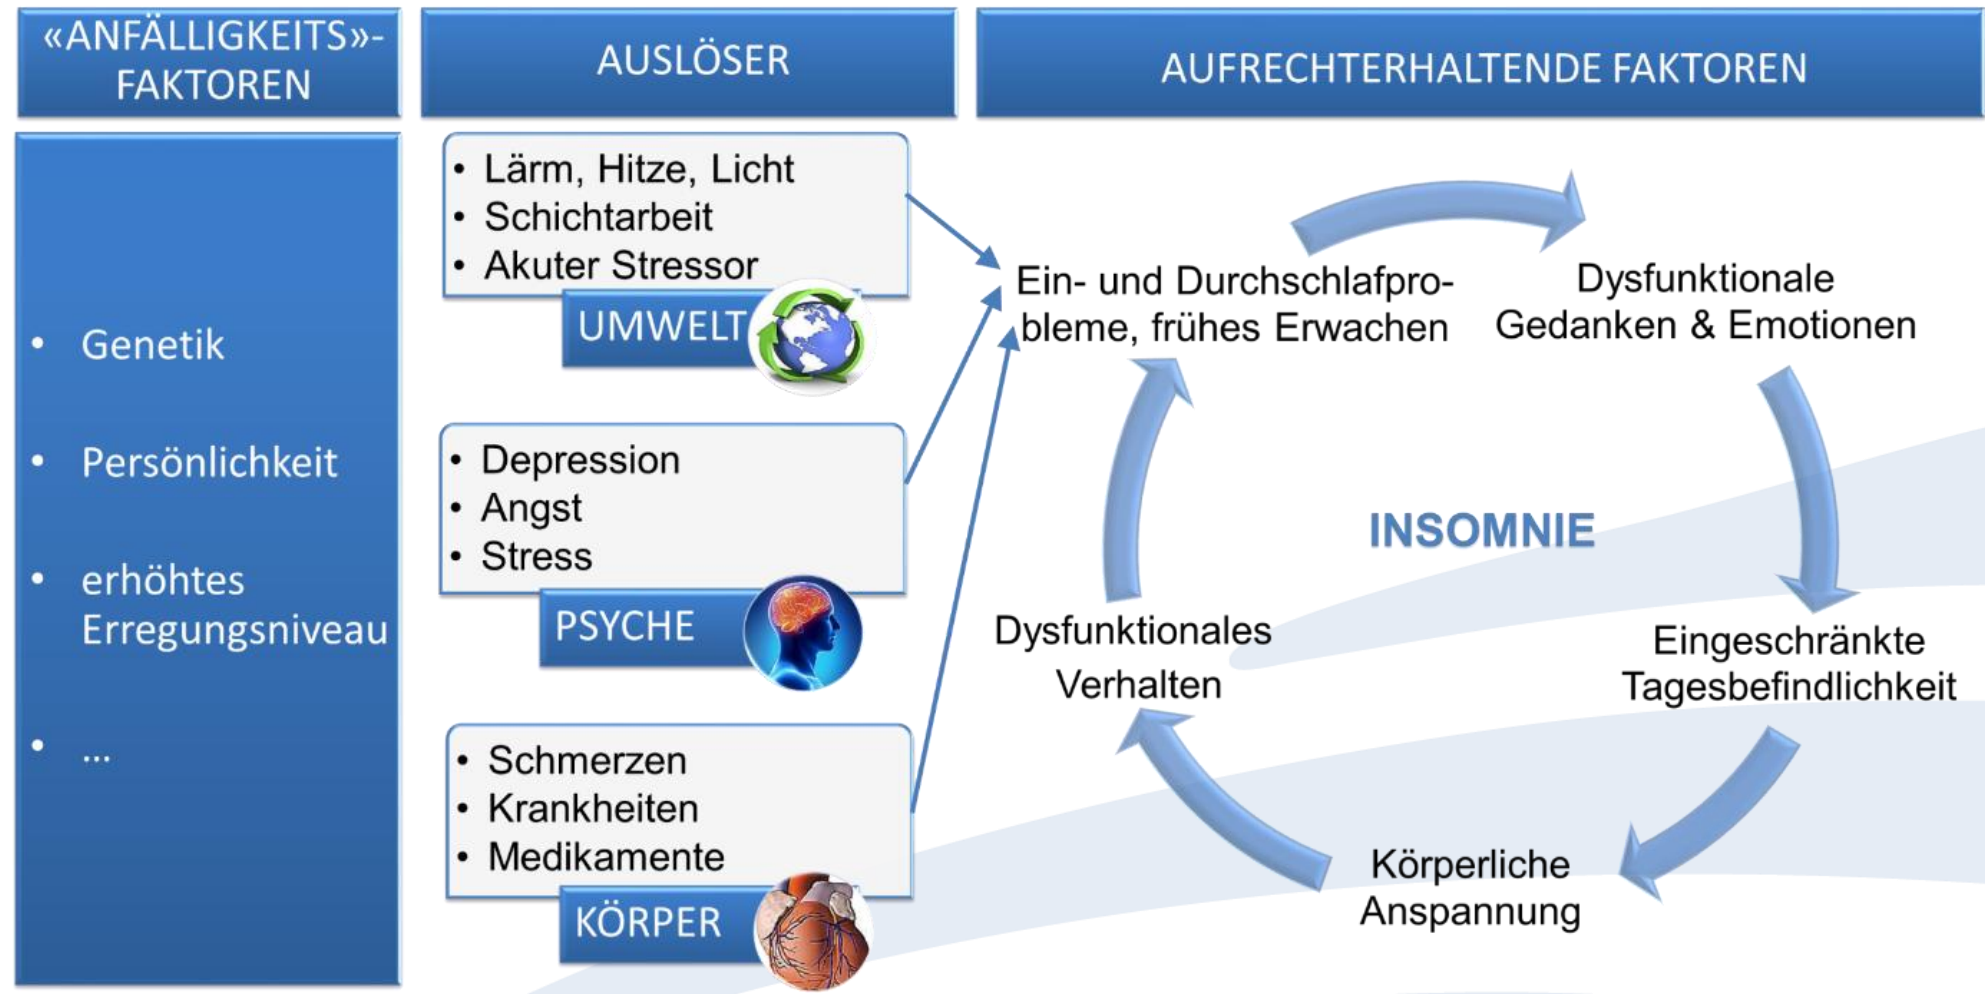 «ANFÄLLIGKEITS»-
FAKTOREN
• Genetik
• Persönlichkeit
• erhöhtes
Erregungsniveau
• ...
AUSLÖSER
• Lärm, Hitze, Licht
• Schichtarbeit
• Akuter Stressor
UMWELT
• Depression
• Angst
• Stress
PSYCHE
• Schmerzen
• Krankheiten
• Medikamente
KÖRPER
AUFRECHTERHALTENDE FAKTOREN
Ein- und Durchschlafpro-
bleme, frühes Erwachen
Dysfunktionale
Gedanken & Emotionen
INSOMNIE
Eingeschränkte
Tagesbefindlichkeit
Körperliche
Anspannung
Dysfunktionales
Verhalten